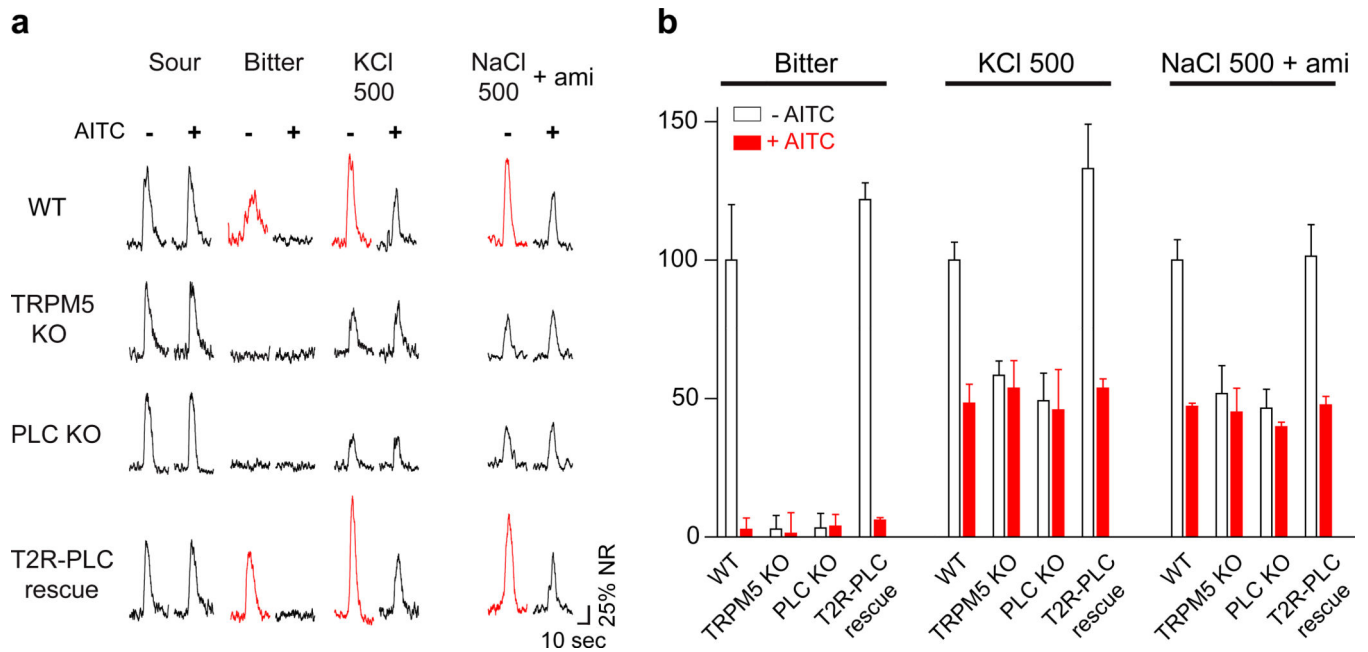 a
Sour Bitter KCl 500 NaCl 500 + ami
AITC - + - + - + - +
WT
TRPM5 KO
PLC KO
T2R-PLC rescue
25% NR
10 sec
b
Bitter KCl 500 NaCl 500 + ami
- AITC
+ AITC
150
100
50
0
WT TRPM5 KO PLC KO T2R-PLC rescue WT TRPM5 KO PLC KO T2R-PLC rescue WT TRPM5 KO PLC KO T2R-PLC rescue